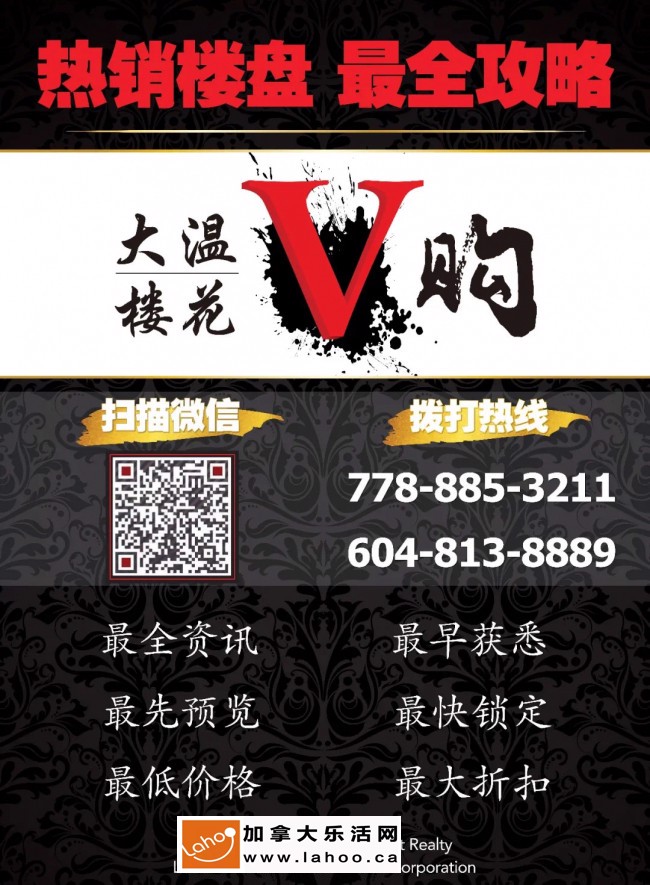 热销楼盘 最全攻略
大温
楼花
V购
扫描微信 拨打热线
778-885-3211
604-813-8889
最全资讯 最早获悉
最先预览 最快锁定
最低价格 最大折扣
Lahoo 加拿大乐活网
www.lahoo.ca
Realty
orporation